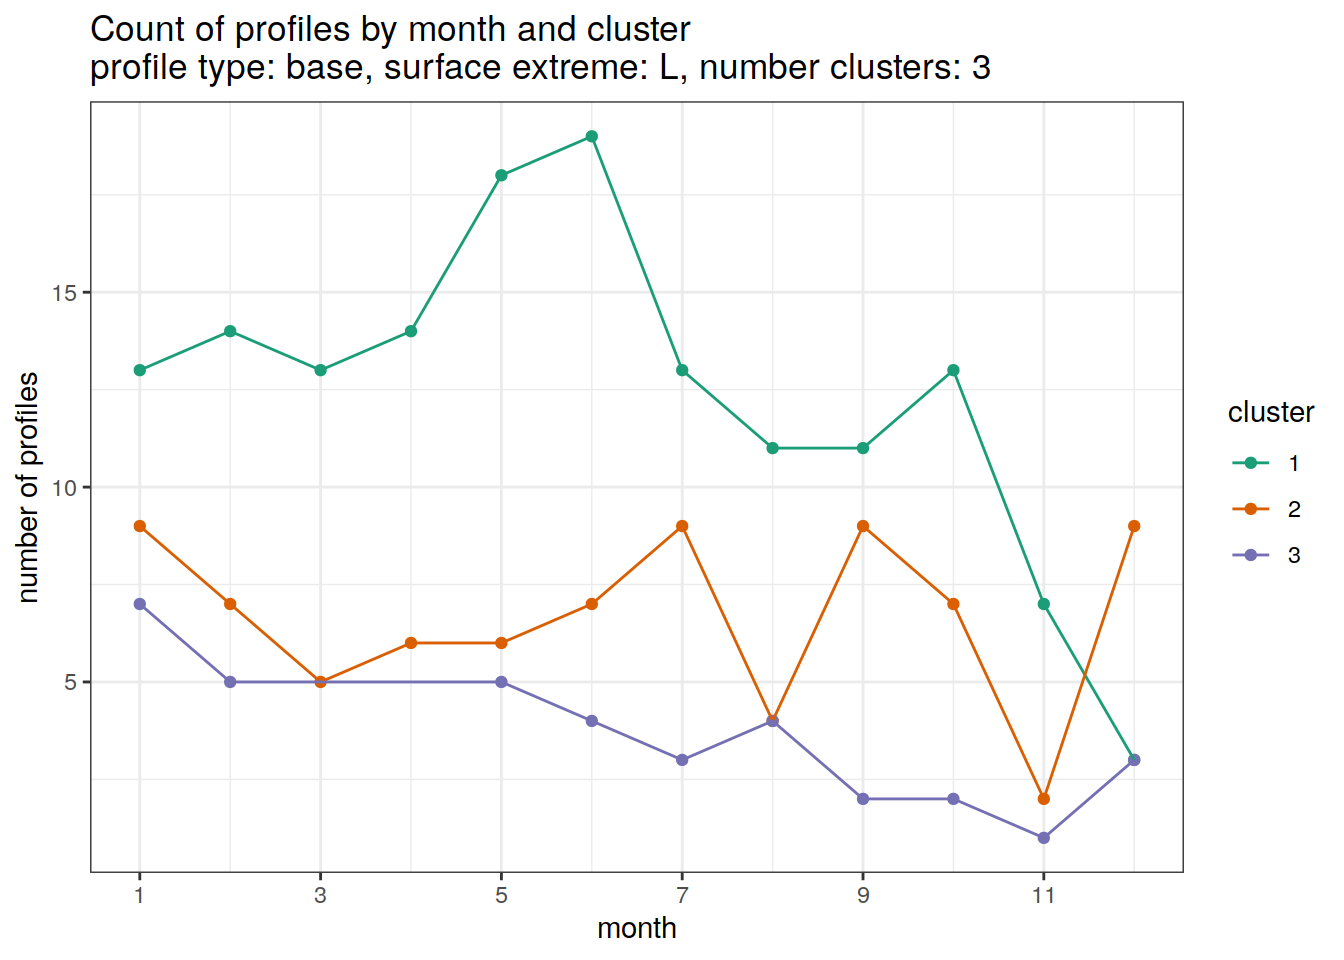 Count of profiles by month and cluster
profile type: base, surface extreme: L, number clusters: 3
15
10
5
number of profiles
1 3 5 7 9 11
month
cluster
1
2
3